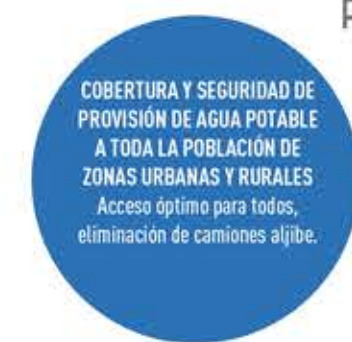 COBERTURA Y SEGURIDAD DE
PROVISIÓN DE AGUA POTABLE
A TODA LA POBLACIÓN DE
ZONAS URBANAS Y RURALES
Acceso óptimo para todos,
eliminación de camiones aljibe.